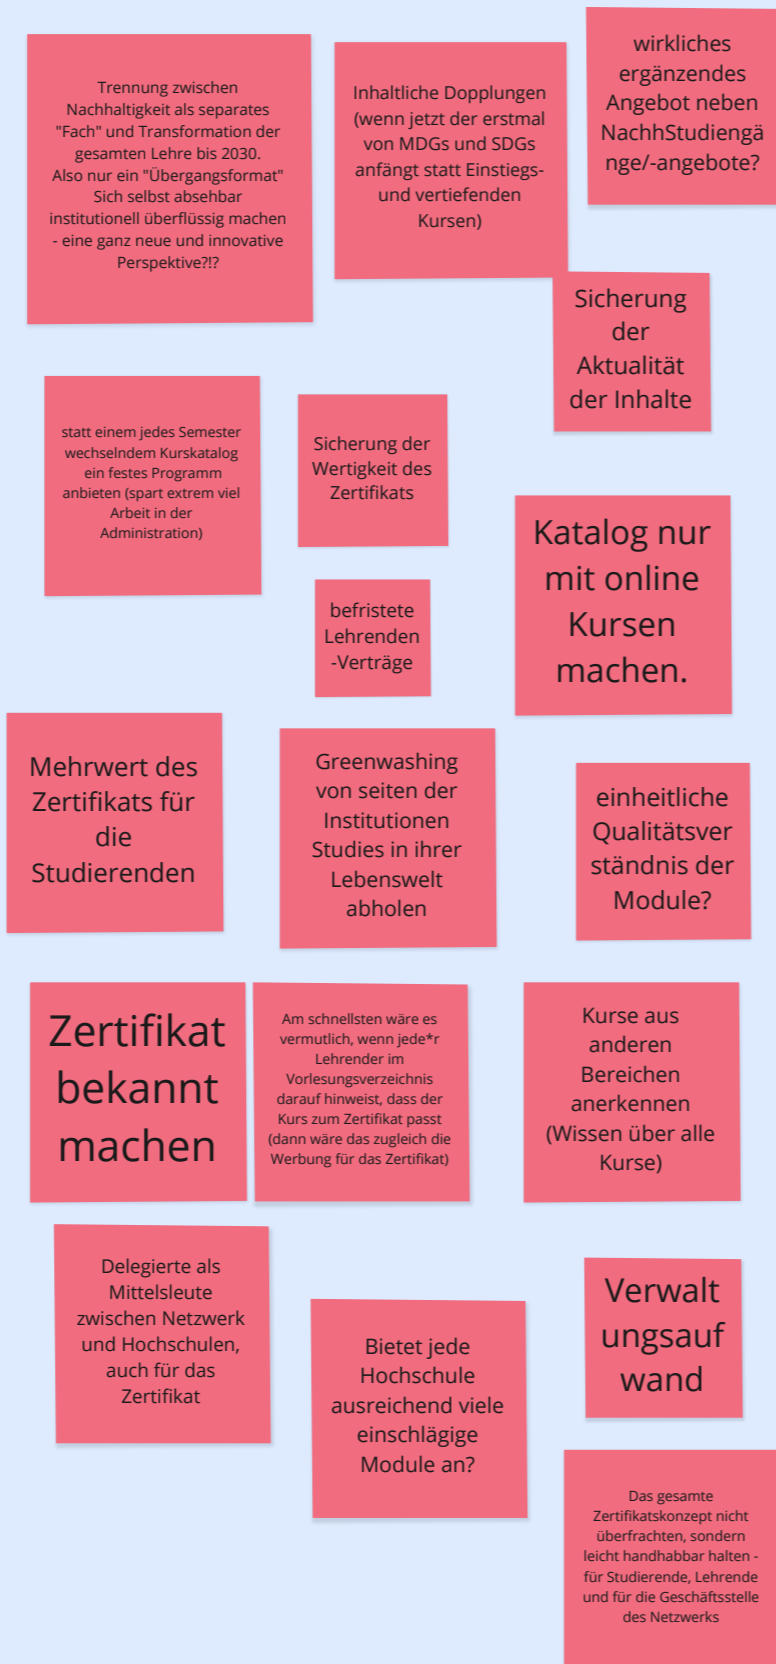 Trennung zwischen
Nachhaltigkeit als separates
"Fach" und Transformation der
gesamten Lehre bis 2030.
Also nur ein "Übergangsformat"
Sich selbst absehbar
institutionell überflüssig machen
- eine ganz neue und innovative
Perspektive?!?
Inhaltliche Dopplungen
(wenn jetzt der erstmal
von MDGs und SDGs
anfängt statt Einstiegs-
und vertiefenden
Kursen)
wirkliches
ergänzendes
Angebot neben
NachhStudiengä
nge/-angebote?
Sicherung
der
Aktualität
der Inhalte
statt einem jedes Semester
wechselndem Kurskatalog
ein festes Programm
anbieten (spart extrem viel
Arbeit in der
Administration)
Sicherung der
Wertigkeit des
Zertifikats
Katalog nur
mit online
Kursen
machen.
befristete
Lehrenden
-Verträge
Mehrwert des
Zertifikats für
die
Studierenden
Greenwashing
von seiten der
Institutionen
Studies in ihrer
Lebenswelt
abholen
einheitliche
Qualitätsver
ständnis der
Module?
Zertifikat
bekannt
machen
Am schnellsten wäre es
vermutlich, wenn jede*r
Lehrender im
Vorlesungsverzeichnis
darauf hinweist, dass der
Kurs zum Zertifikat passt
(dann wäre das zugleich die
Werbung für das Zertifikat)
Kurse aus
anderen
Bereichen
anerkennen
(Wissen über alle
Kurse)
Delegierte als
Mittelsleute
zwischen Netzwerk
und Hochschulen,
auch für das
Zertifikat
Bietet jede
Hochschule
ausreichend viele
einschlägige
Module an?
Verwalt
ungsauf
wand
Das gesamte
Zertifikatskonzept nicht
überfrachten, sondern
leicht handhabbar halten -
für Studierende, Lehrende
und für die Geschäftsstelle
des Netzwerks